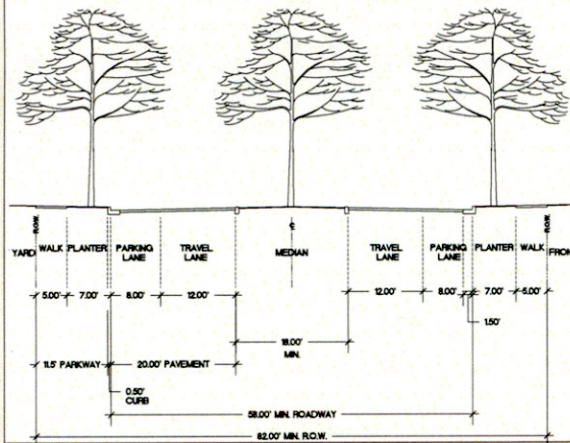 R.O.W.
℄
R.O.W.
YARD WALK PLANTER PARKING LANE TRAVEL LANE MEDIAN TRAVEL LANE PARKING LANE PLANTER WALK FRON
5.00' 7.00' 8.00' 12.00' 12.00' 8.00' 7.00' 5.00'
1.50'
18.00'
MIN.
11.5' PARKWAY 20.00' PAVEMENT
0.50'
CURB
58.00' MIN. ROADWAY
82.00' MIN. R.O.W.